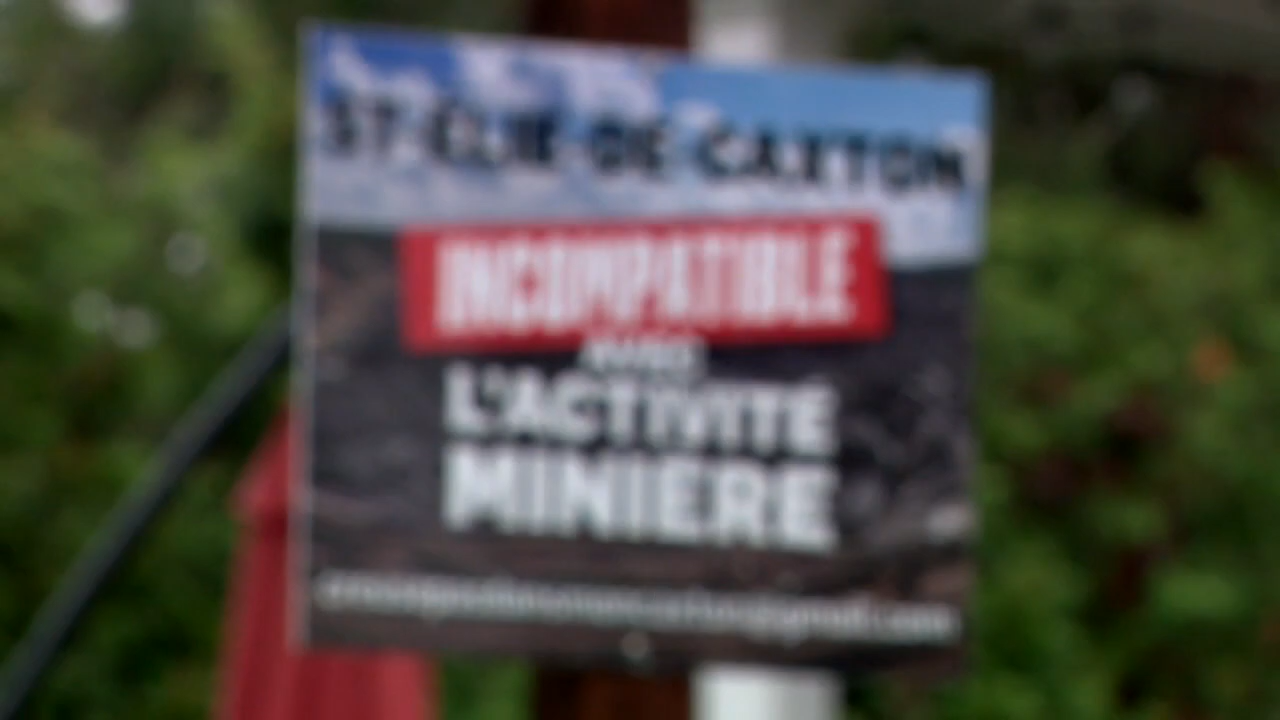 ST-ÉLIE-DE-CAXTON
INCOMPATIBLE
AVEC
L'ACTIVITÉ
MINIÈRE